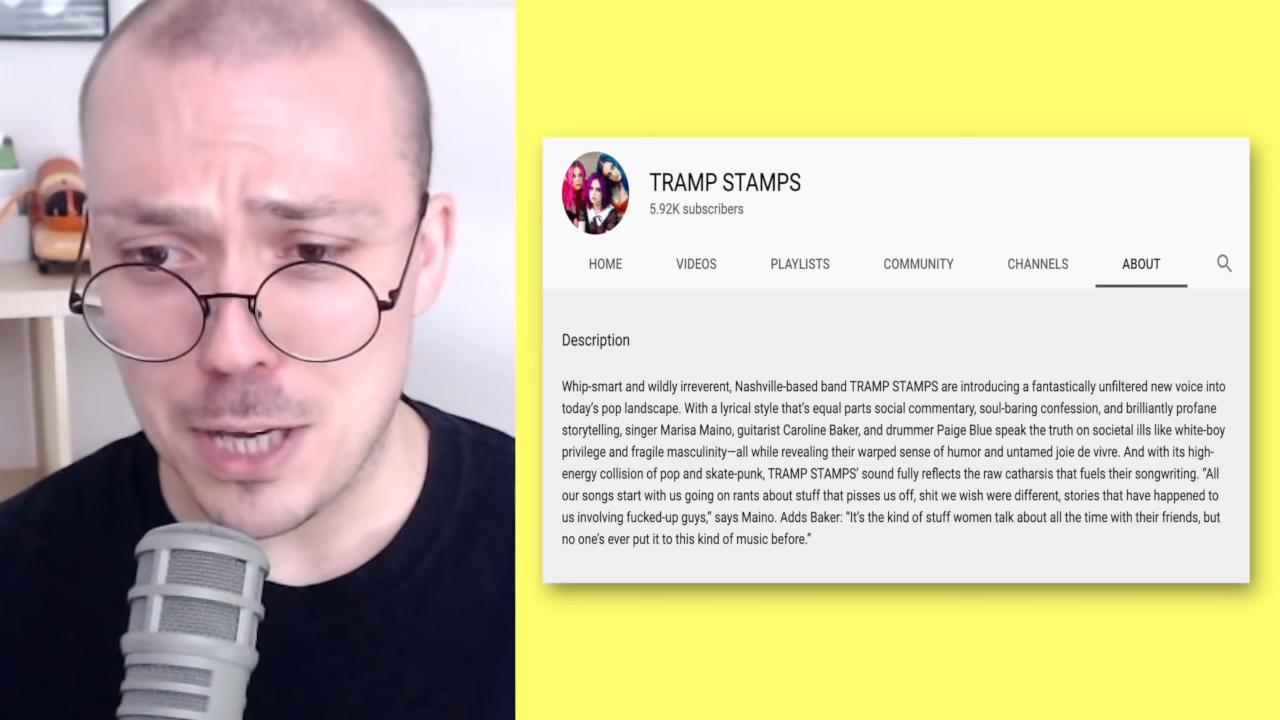 TRAMP STAMPS
5.92K subscribers
HOME VIDEOS PLAYLISTS COMMUNITY CHANNELS ABOUT
Description
Whip-smart and wildly irreverent, Nashville-based band TRAMP STAMPS are introducing a fantastically unfiltered new voice into
today’s pop landscape. With a lyrical style that’s equal parts social commentary, soul-baring confession, and brilliantly profane
storytelling, singer Marisa Maino, guitarist Caroline Baker, and drummer Paige Blue speak the truth on societal ills like white-boy
privilege and fragile masculinity—all while revealing their warped sense of humor and untamed joie de vivre. And with its high-
energy collision of pop and skate-punk, TRAMP STAMPS’ sound fully reflects the raw catharsis that fuels their songwriting. “All
our songs start with us going on rants about stuff that pisses us off, shit we wish were different, stories that have happened to
us involving fucked-up guys,” says Maino. Adds Baker: “It’s the kind of stuff women talk about all the time with their friends, but
no one’s ever put it to this kind of music before.”